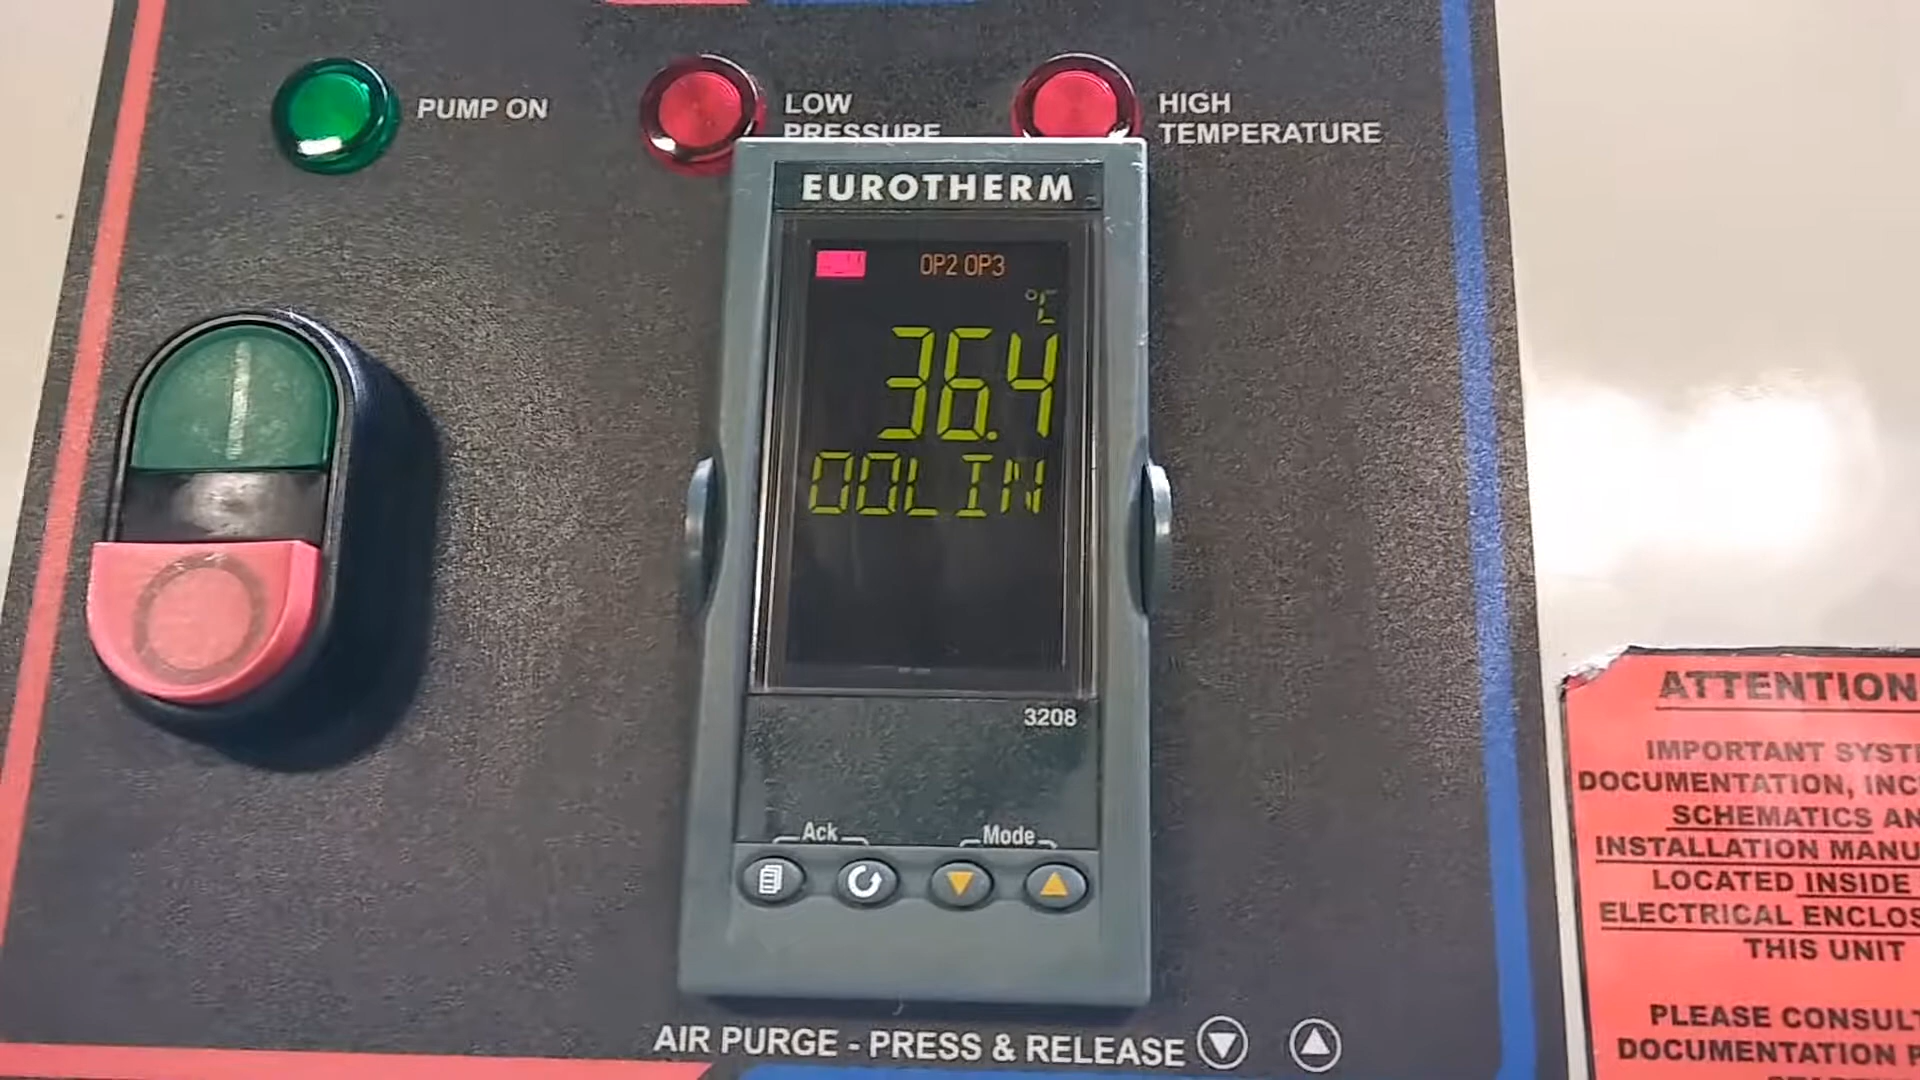 PUMP ON
LOW
PRESSURE
HIGH
TEMPERATURE
EUROTHERM
OP2 OP3
°C
36.4
OOLIN
3208
Ack
Mode
AIR PURGE - PRESS & RELEASE
ATTENTION
IMPORTANT SYSTE
DOCUMENTATION, INC
SCHEMATICS AN
INSTALLATION MANU
LOCATED INSIDE
ELECTRICAL ENCLOS
THIS UNIT
PLEASE CONSULT
DOCUMENTATION P